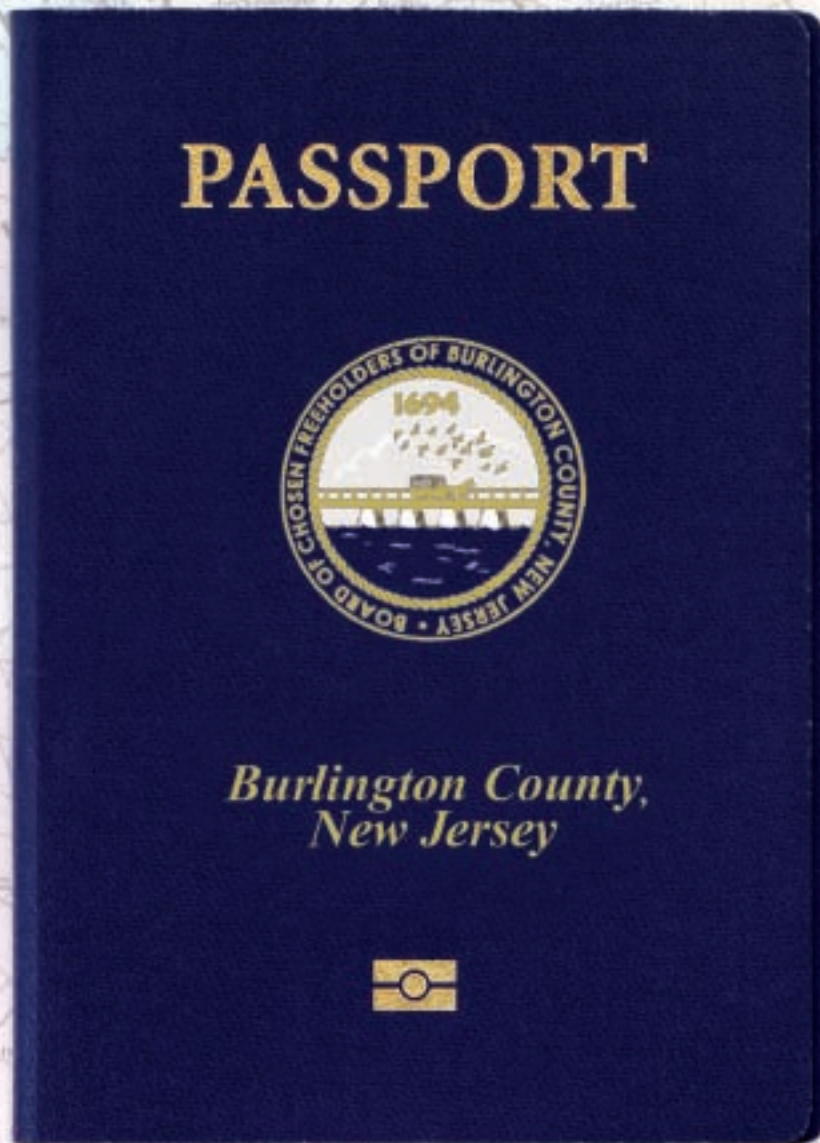 PASSPORT
BOARD OF CHOSEN FREEHOLDERS OF BURLINGTON COUNTY, NEW JERSEY •
1694
Burlington County,
New Jersey